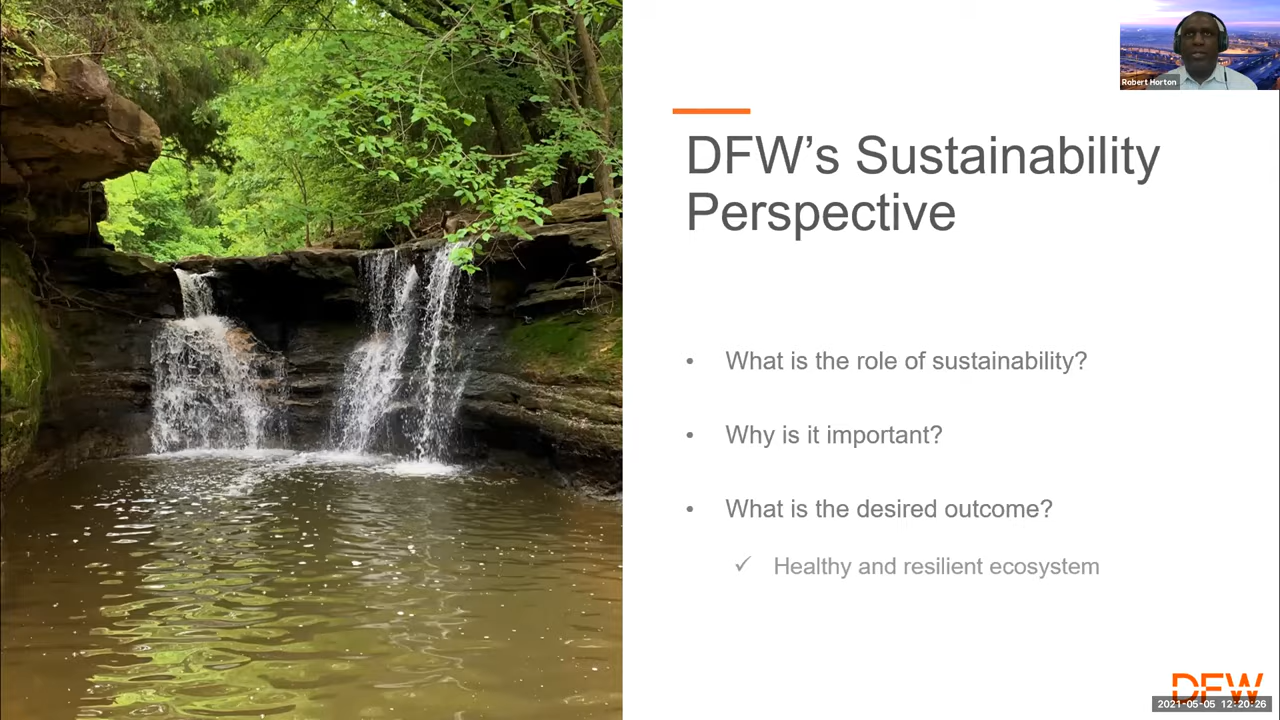 Robert Horton
DFW's Sustainability
Perspective
• What is the role of sustainability?
• Why is it important?
• What is the desired outcome?
✓ Healthy and resilient ecosystem
DFW
2021-05-05 12:20:26